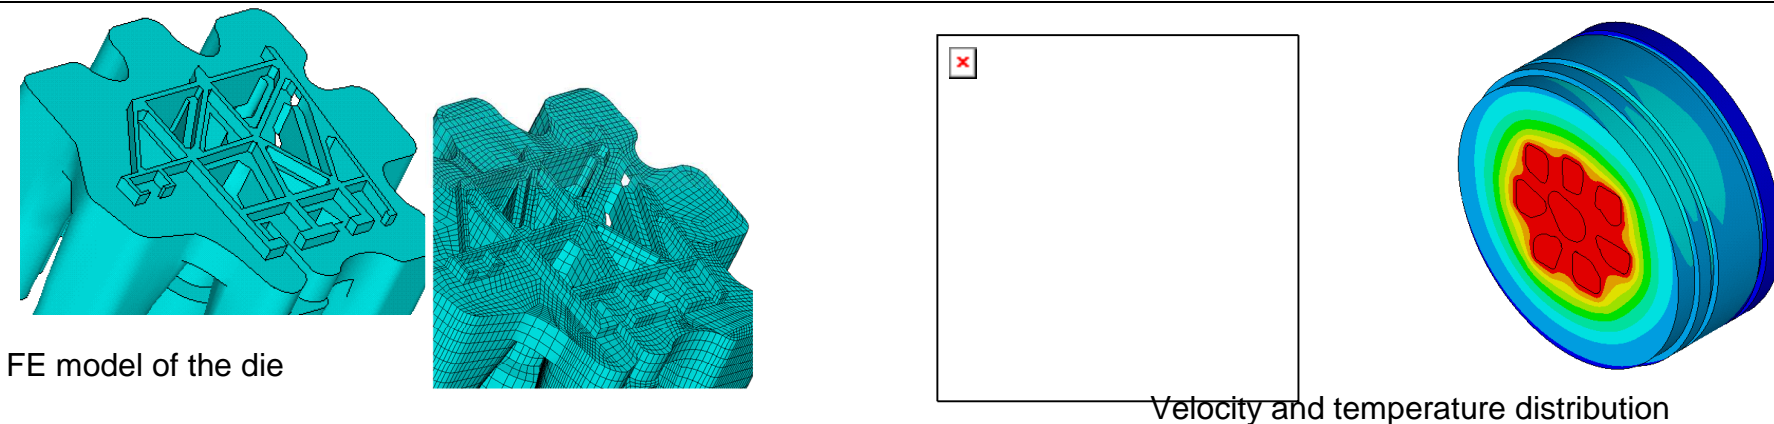 FE model of the die
Velocity and temperature distribution